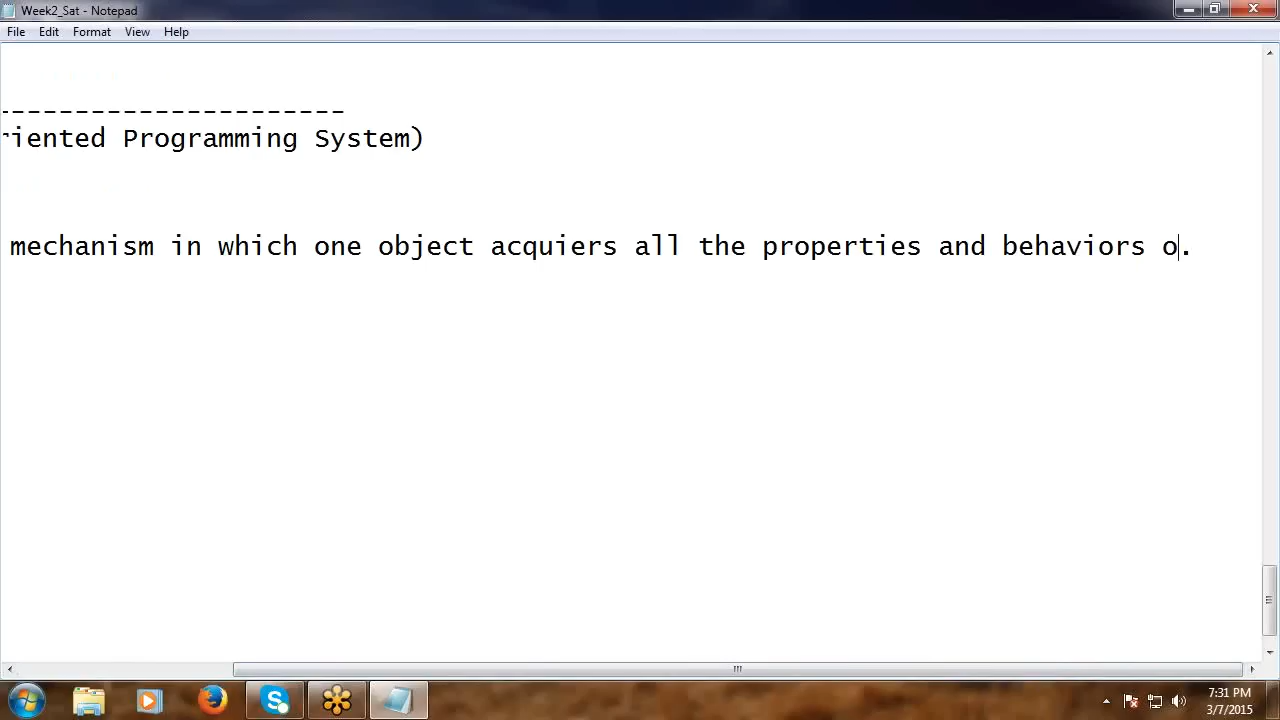 Week2_Sat - Notepad
File Edit Format View Help
----------------------
riented Programming System)
mechanism in which one object acquiers all the properties and behaviors o.
7:31 PM
3/7/2015